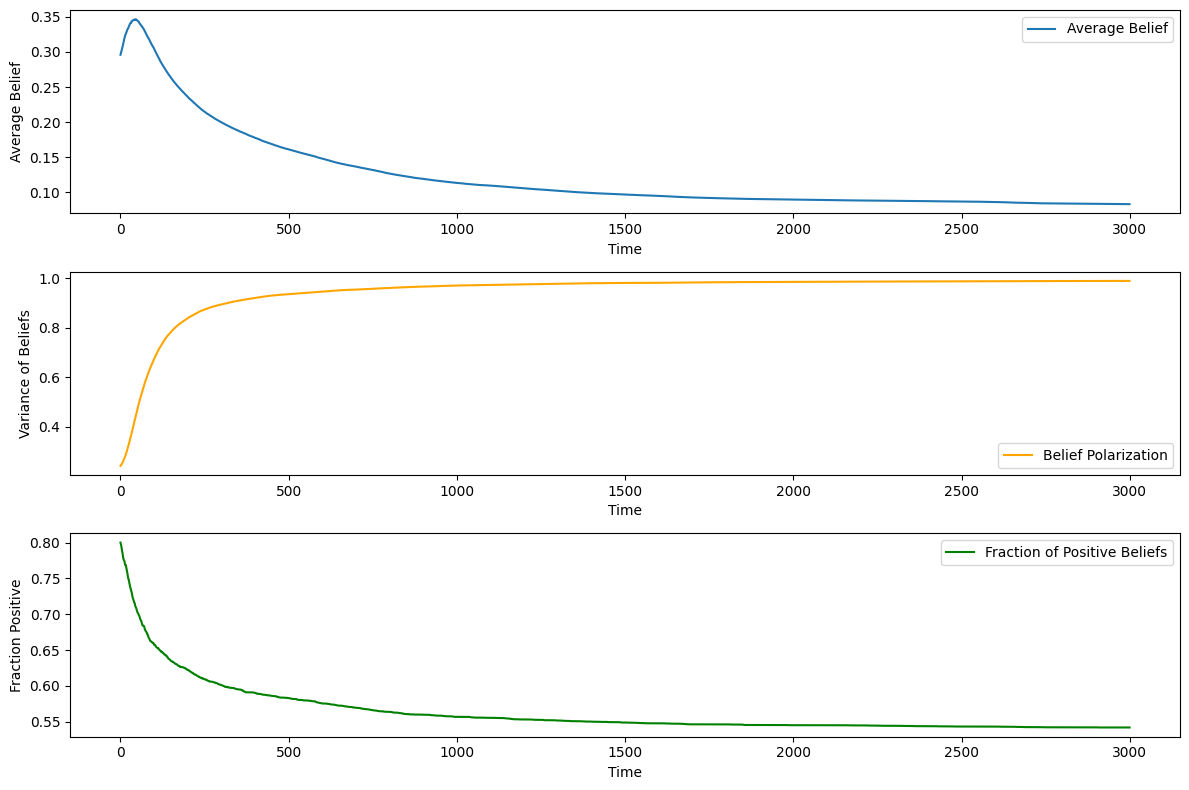 0.35
0.30
0.25
0.20
0.15
0.10
Average Belief
Average Belief
0 500 1000 1500 2000 2500 3000
Time
1.0
0.8
0.6
0.4
Variance of Beliefs
Belief Polarization
0 500 1000 1500 2000 2500 3000
Time
0.80
0.75
0.70
0.65
0.60
0.55
Fraction Positive
Fraction of Positive Beliefs
0 500 1000 1500 2000 2500 3000
Time